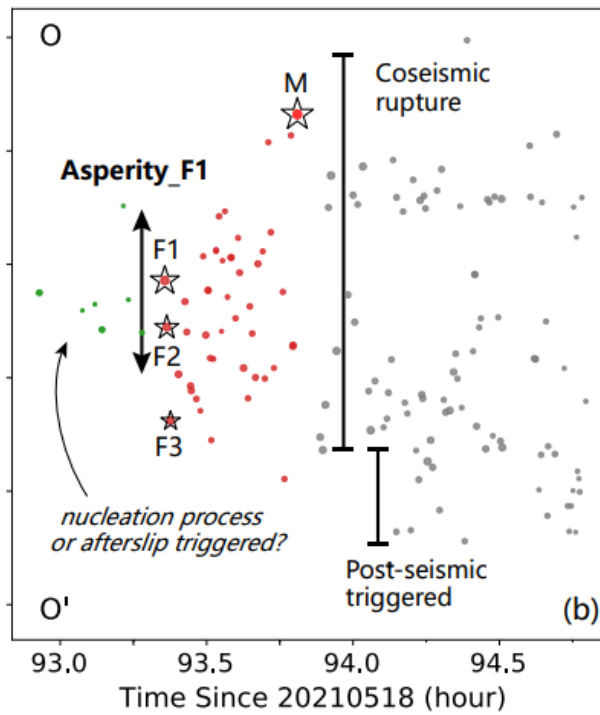 O
M
Coseismic
rupture
Asperity_F1
F1
F2
F3
nucleation process
or afterslip triggered?
Post-seismic
triggered
O'
(b)
93.0 93.5 94.0 94.5
Time Since 20210518 (hour)